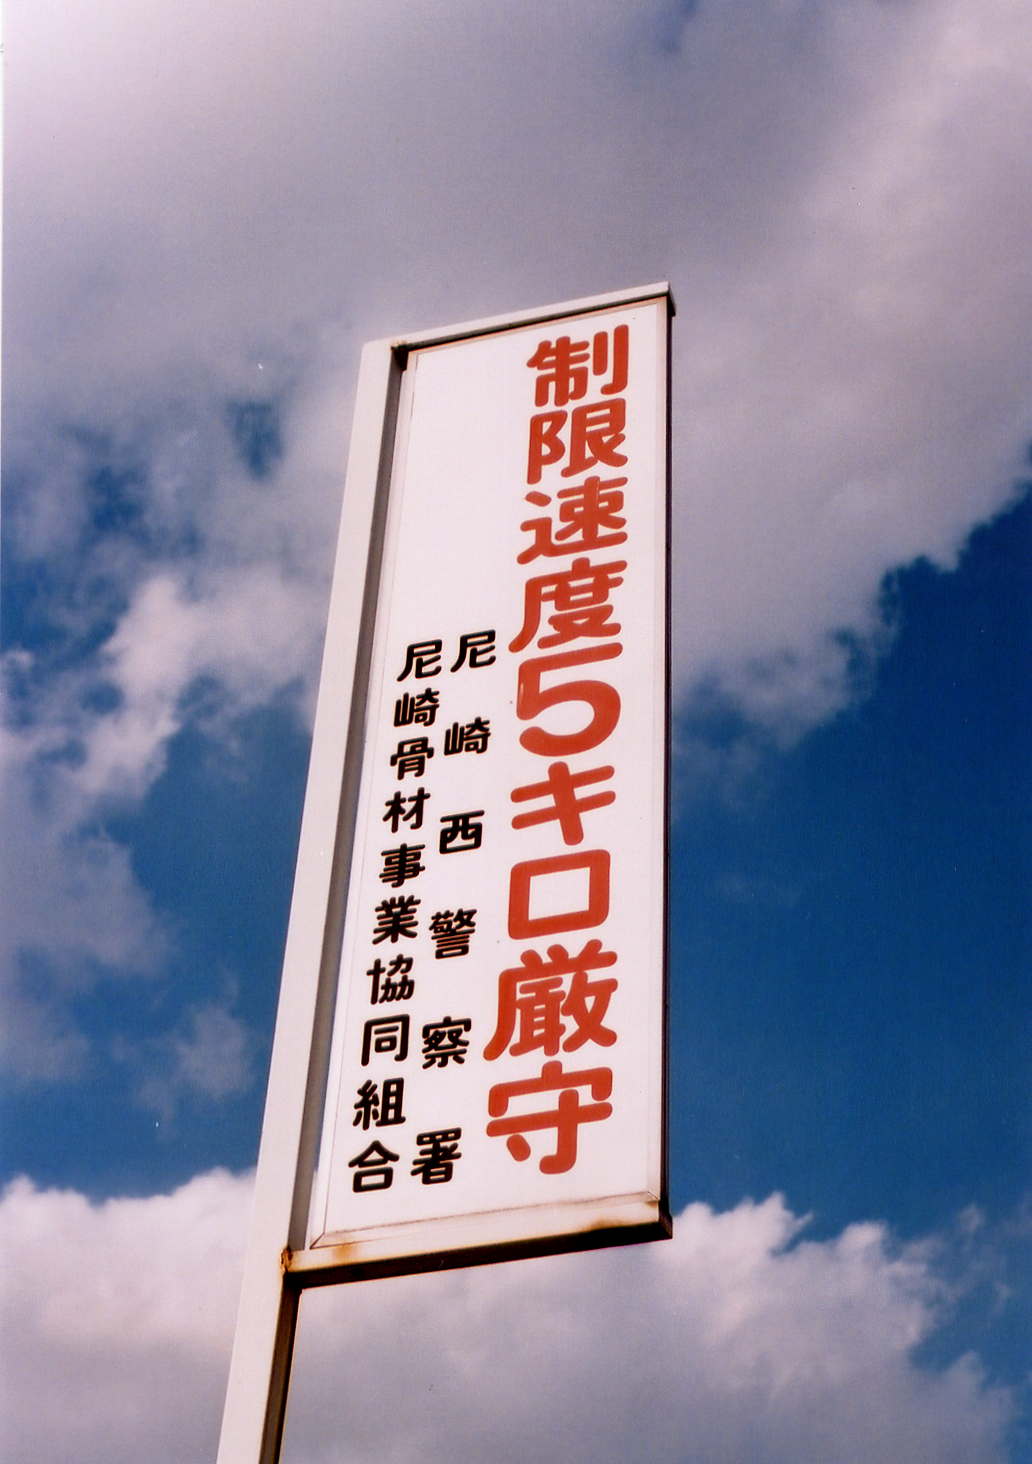 制限速度5キロ厳守
尼崎西警察署
尼崎骨材事業協同組合